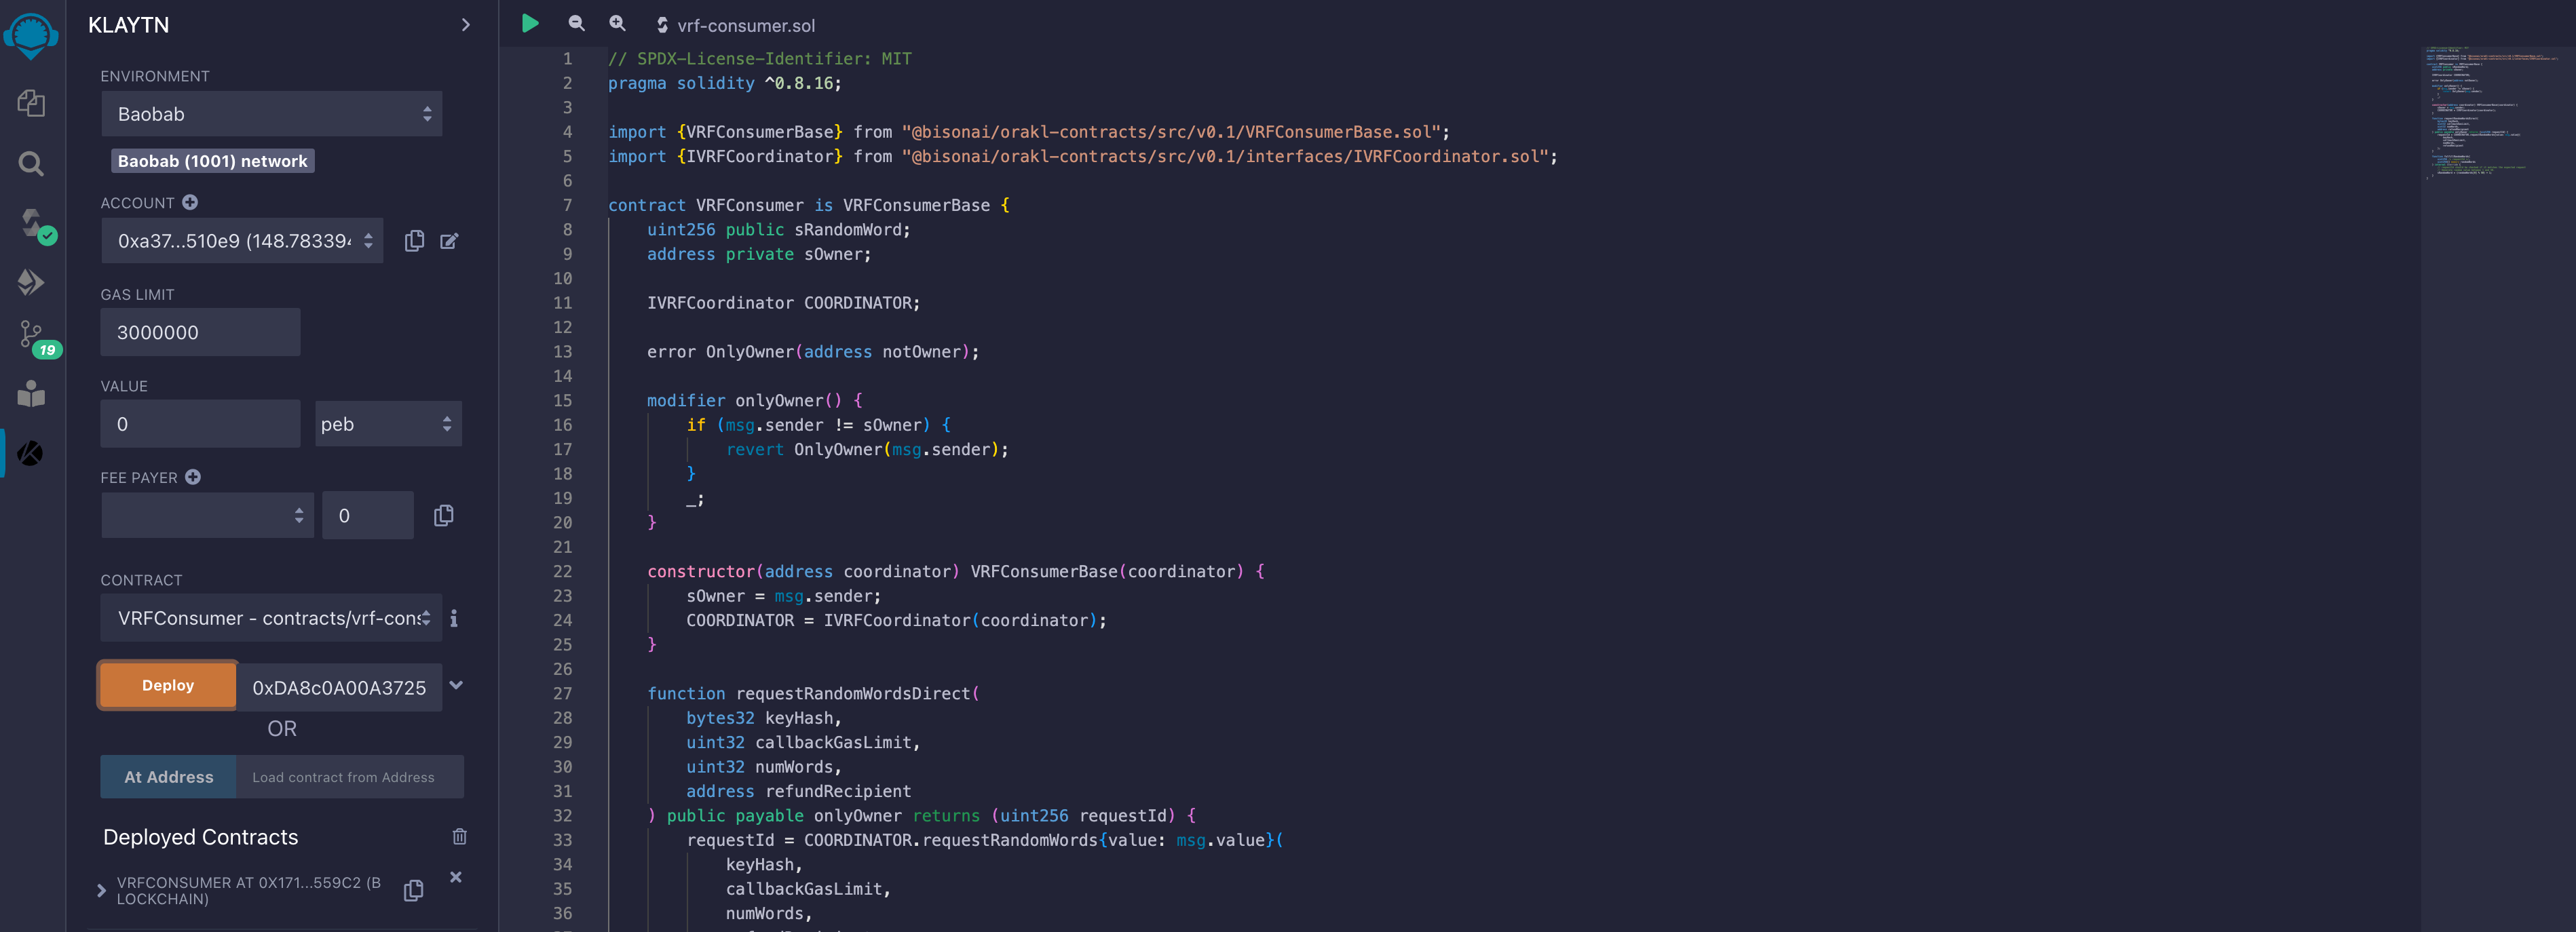 KLAYTN
ENVIRONMENT
Baobab
Baobab (1001) network
ACCOUNT
0xa37...510e9 (148.78339
GAS LIMIT
3000000
VALUE
0
peb
FEE PAYER
0
CONTRACT
VRFConsumer - contracts/vrf-cons
Deploy
0xDA8c0A00A3725
OR
At Address
Load contract from Address
Deployed Contracts
VRFCONSUMER AT 0X171...559C2 (B
LOCKCHAIN)
19
vrf-consumer.sol
1 // SPDX-License-Identifier: MIT
2 pragma solidity ^0.8.16;
3
4 import {VRFConsumerBase} from "@bisonai/orakl-contracts/src/v0.1/VRFConsumerBase.sol";
5 import {IVRFCoordinator} from "@bisonai/orakl-contracts/src/v0.1/interfaces/IVRFCoordinator.sol";
6
7 contract VRFConsumer is VRFConsumerBase {
8 uint256 public sRandomWord;
9 address private sOwner;
10
11 IVRFCoordinator COORDINATOR;
12
13 error OnlyOwner(address notOwner);
14
15 modifier onlyOwner() {
16 if (msg.sender != sOwner) {
17 revert OnlyOwner(msg.sender);
18 }
19 _;
20 }
21
22 constructor(address coordinator) VRFConsumerBase(coordinator) {
23 sOwner = msg.sender;
24 COORDINATOR = IVRFCoordinator(coordinator);
25 }
26
27 function requestRandomWordsDirect(
28 bytes32 keyHash,
29 uint32 callbackGasLimit,
30 uint32 numWords,
31 address refundRecipient
32 ) public payable onlyOwner returns (uint256 requestId) {
33 requestId = COORDINATOR.requestRandomWords{value: msg.value}(
34 keyHash,
35 callbackGasLimit,
36 numWords,